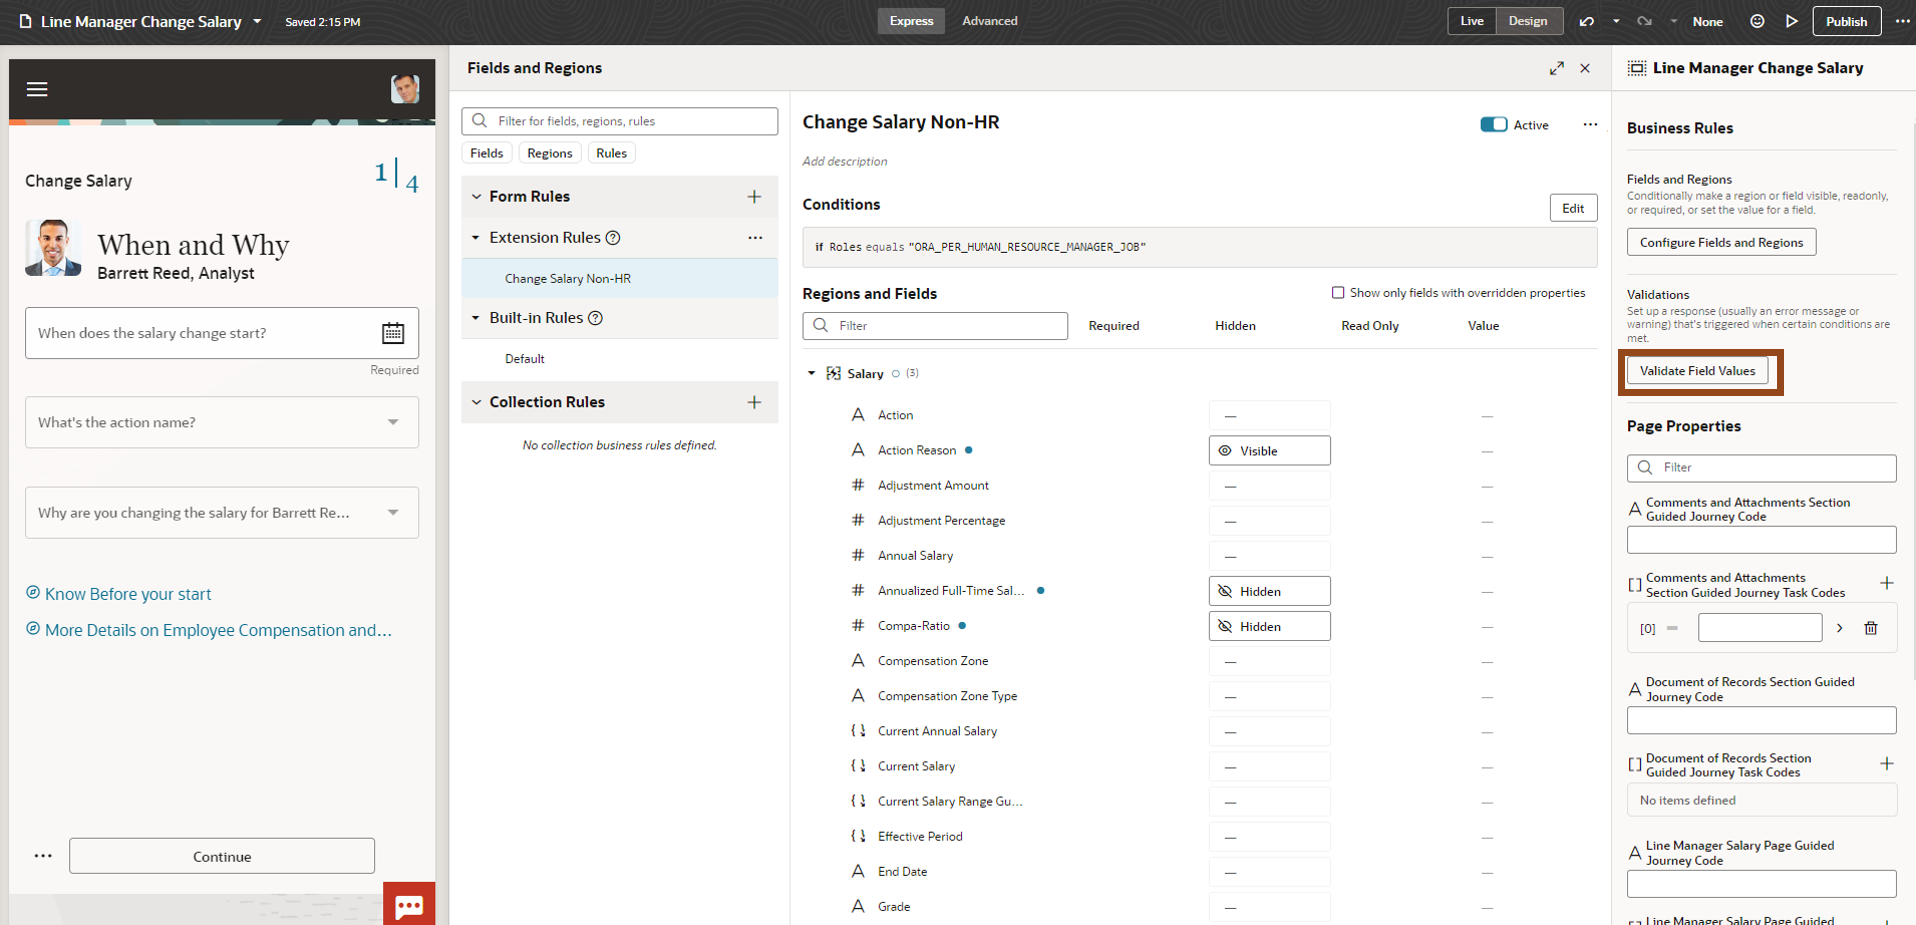 Line Manager Change Salary
Saved 2:15 PM
Express
Advanced
Live
Design
None
Publish
Change Salary
1
4
When and Why
Barrett Reed, Analyst
When does the salary change start?
Required
What's the action name?
Why are you changing the salary for Barrett Re...
Know Before your start
More Details on Employee Compensation and...
Continue
Fields and Regions
Filter for fields, regions, rules
Fields
Regions
Rules
Form Rules
Extension Rules
Change Salary Non-HR
Built-in Rules
Default
Collection Rules
No collection business rules defined.
Change Salary Non-HR
Active
Add description
Conditions
Edit
if Roles equals "ORA_PER_HUMAN_RESOURCE_MANAGER_JOB"
Regions and Fields
Show only fields with overridden properties
Filter
Required
Hidden
Read Only
Value
Salary (3)
Action —  —
Action Reason Visible —
Adjustment Amount — —
Adjustment Percentage — —
Annual Salary — —
Annualized Full-Time Sal... Hidden —
Compa-Ratio Hidden —
Compensation Zone — —
Compensation Zone Type — —
Current Annual Salary — —
Current Salary — —
Current Salary Range Gu... — —
Effective Period — —
End Date — —
Grade — —
Line Manager Change Salary
Business Rules
Fields and Regions
Conditionally make a region or field visible, readonly,
or required, or set the value for a field.
Configure Fields and Regions
Validations
Set up a response (usually an error message or
warning) that's triggered when certain conditions are
met.
Validate Field Values
Page Properties
Filter
Comments and Attachments Section
Guided Journey Code
Comments and Attachments
Section Guided Journey Task Codes
[0]
Document of Records Section Guided
Journey Code
Document of Records Section
Guided Journey Task Codes
No items defined
Line Manager Salary Page Guided
Journey Code
Line Manager Salary Page Guided